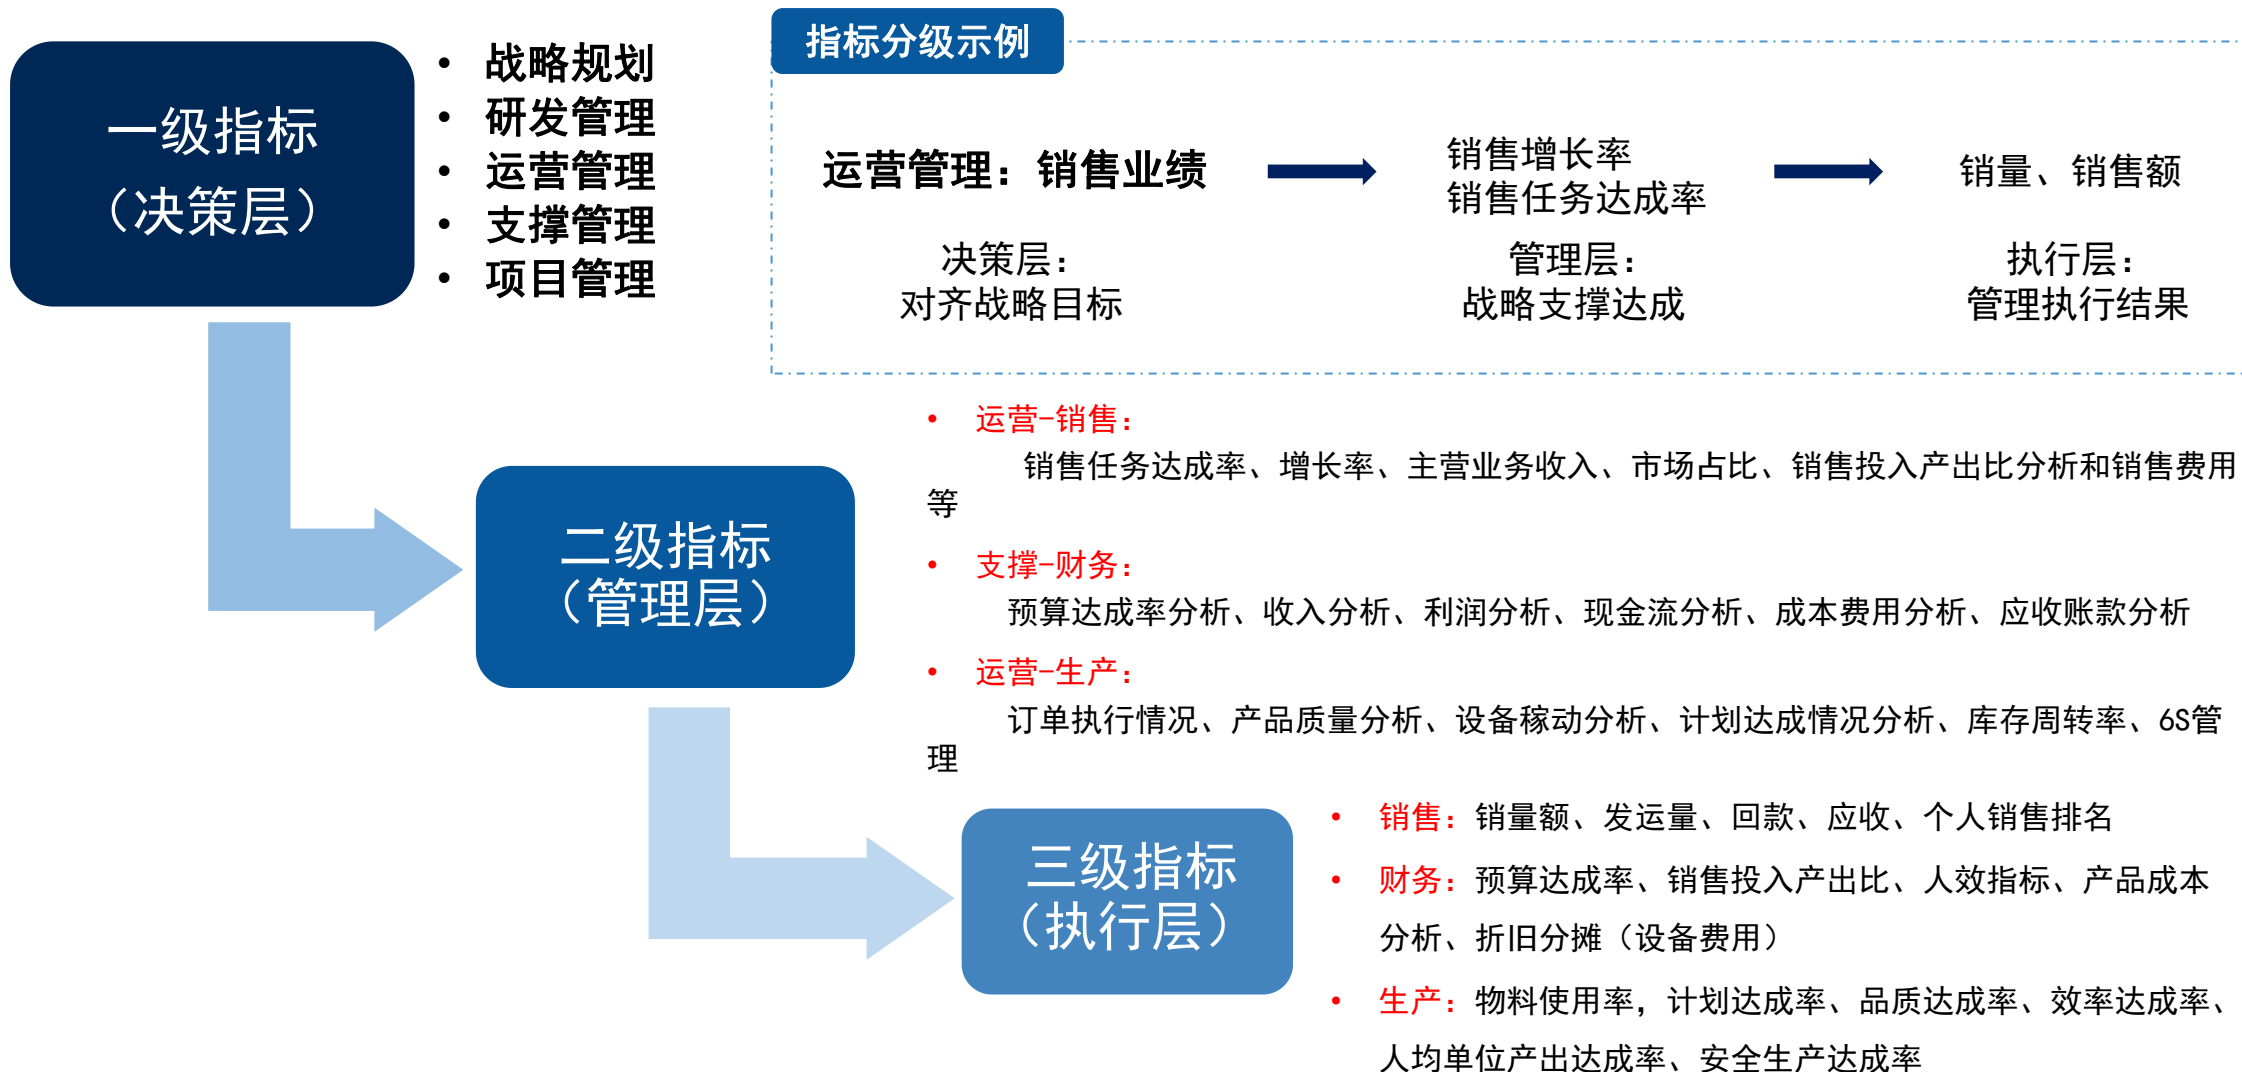 一级指标
（决策层）
• 战略规划
• 研发管理
• 运营管理
• 支撑管理
• 项目管理
指标分级示例
运营管理：销售业绩
销售增长率
销售任务达成率
销量、销售额
决策层：
对齐战略目标
管理层：
战略支撑达成
执行层：
管理执行结果
二级指标
（管理层）
• 运营-销售：
销售任务达成率、增长率、主营业务收入、市场占比、销售投入产出比分析和销售费用
等
• 支撑-财务：
预算达成率分析、收入分析、利润分析、现金流分析、成本费用分析、应收账款分析
• 运营-生产：
订单执行情况、产品质量分析、设备稼动分析、计划达成情况分析、库存周转率、6S管
理
三级指标
（执行层）
• 销售：销量额、发运量、回款、应收、个人销售排名
• 财务：预算达成率、销售投入产出比、人效指标、产品成本
分析、折旧分摊（设备费用）
• 生产：物料使用率，计划达成率、品质达成率、效率达成率、
人均单位产出达成率、安全生产达成率